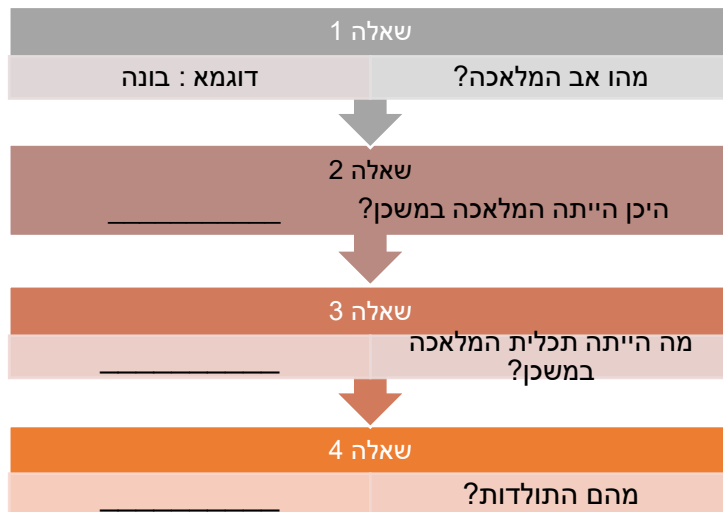 שאלה 1
מהו אב המלאכה? דוגמא : בונה
שאלה 2
היכן הייתה המלאכה במשכן? ___________
שאלה 3
מה הייתה תכלית המלאכה
במשכן? ___________
שאלה 4
מהם התולדות? ___________